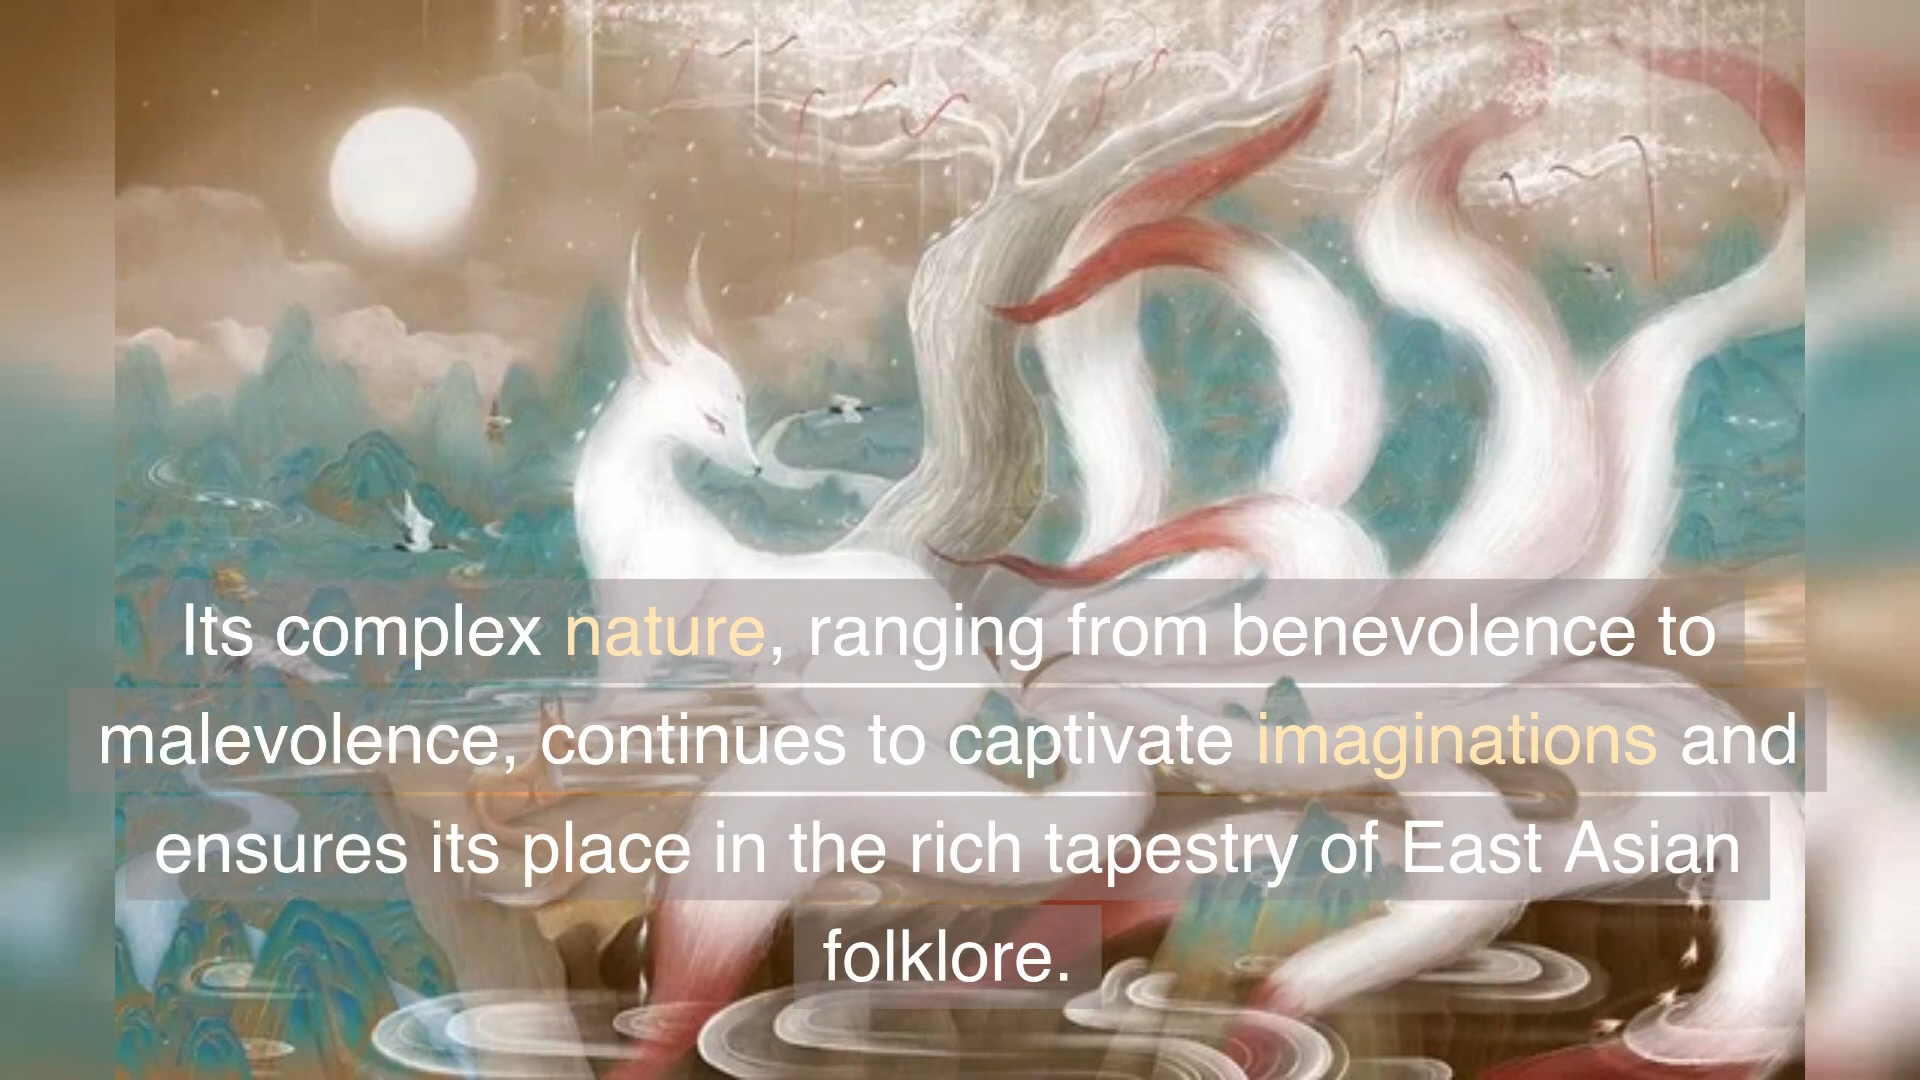 Its complex nature, ranging from benevolence to
malevolence, continues to captivate imaginations and
ensures its place in the rich tapestry of East Asian
folklore.